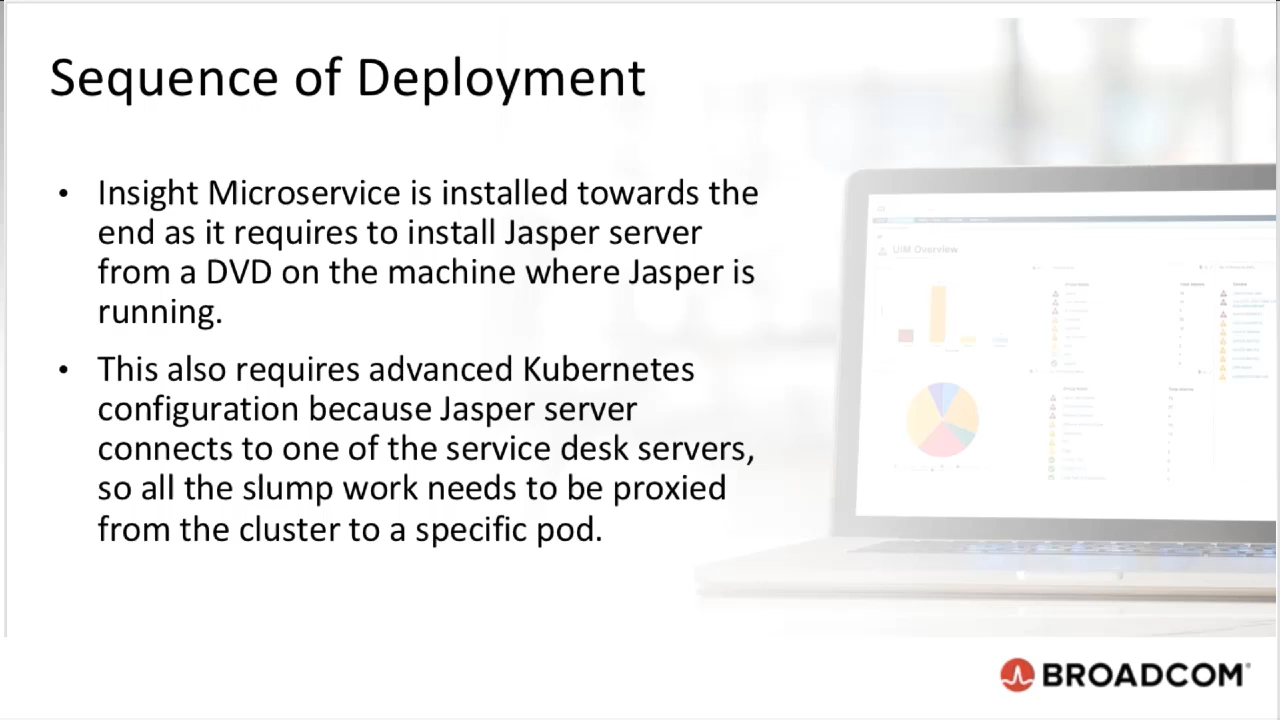 Sequence of Deployment
• Insight Microservice is installed towards the
end as it requires to install Jasper server
from a DVD on the machine where Jasper is
running.
• This also requires advanced Kubernetes
configuration because Jasper server
connects to one of the service desk servers,
so all the slump work needs to be proxied
from the cluster to a specific pod.
UIM Overview
BROADCOM®